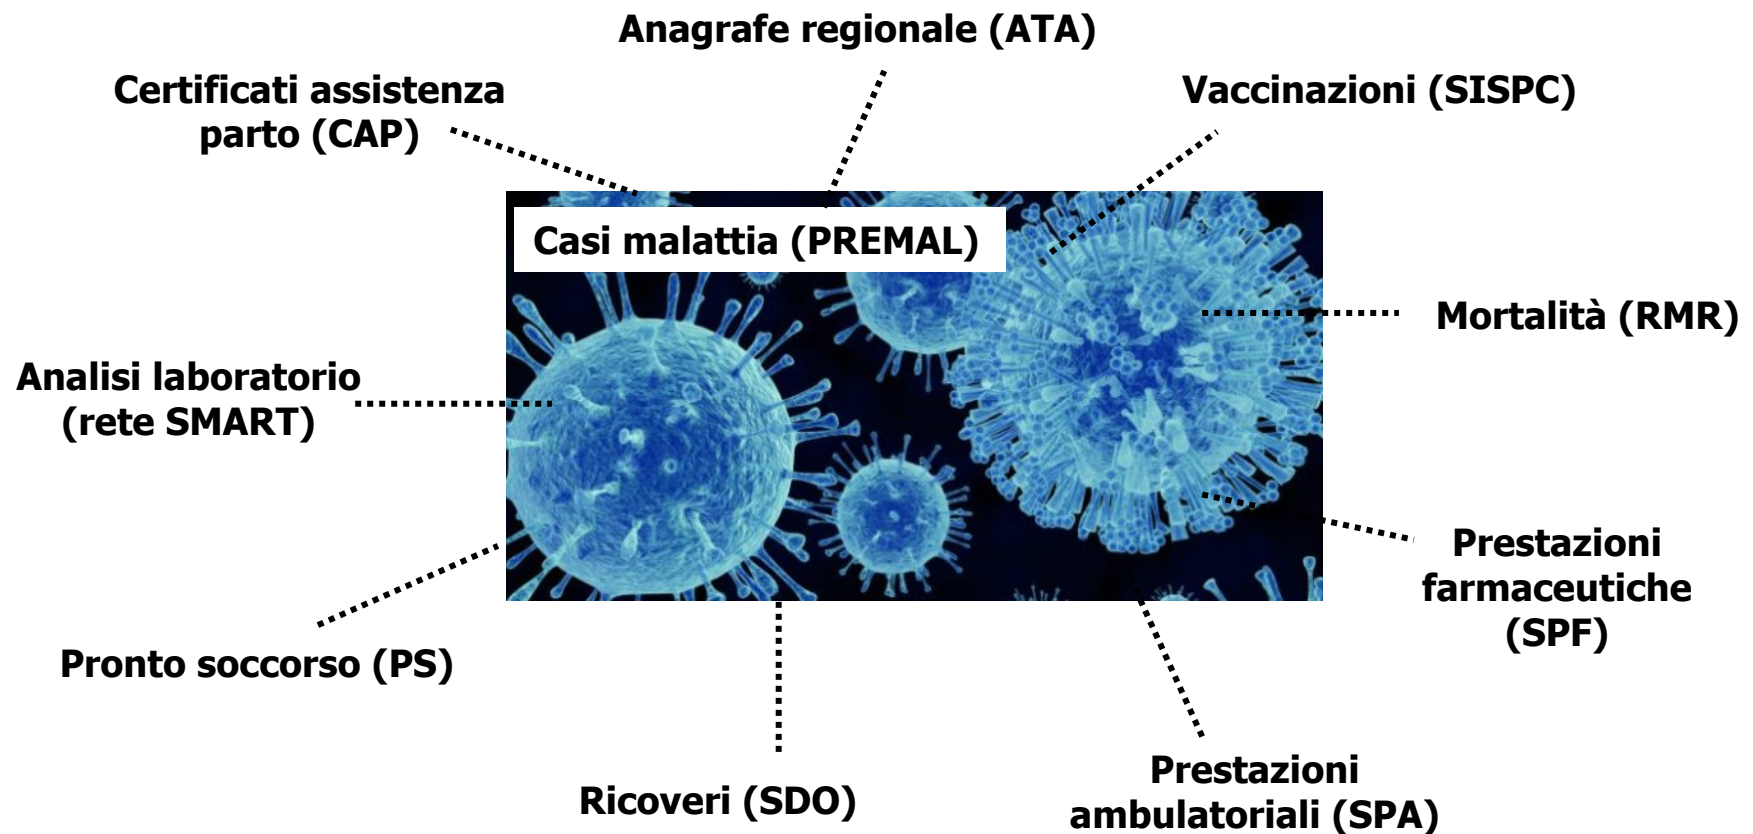 Anagrafe regionale (ATA)
Certificati assistenza
parto (CAP)
Vaccinazioni (SISPC)
Casi malattia (PREMAL)
Mortalità (RMR)
Analisi laboratorio
(rete SMART)
Prestazioni
farmaceutiche
(SPF)
Pronto soccorso (PS)
Ricoveri (SDO)
Prestazioni
ambulatoriali (SPA)